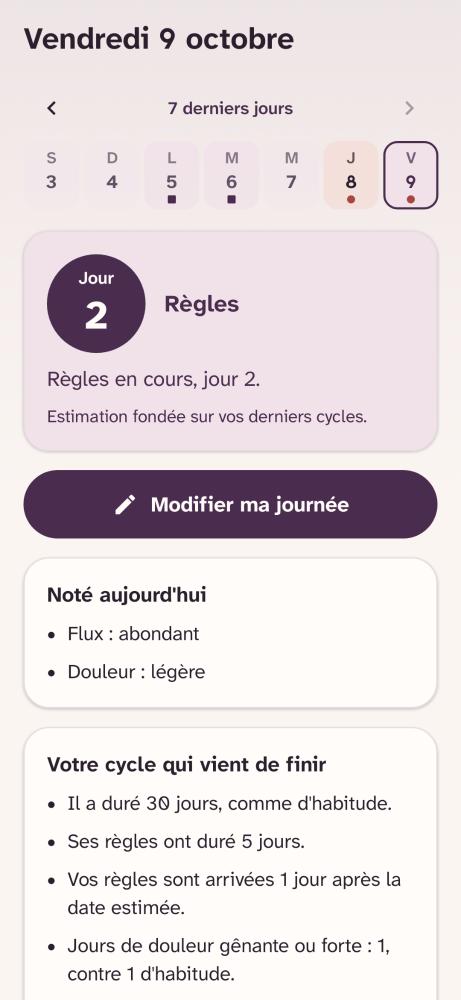 Vendredi 9 octobre
7 derniers jours
S D L M M J V
3 4 5 6 7 8 9
Jour
2
Règles
Règles en cours, jour 2.
Estimation fondée sur vos derniers cycles.
Modifier ma journée
Noté aujourd'hui
• Flux : abondant
• Douleur : légère
Votre cycle qui vient de finir
• Il a duré 30 jours, comme d'habitude.
• Ses règles ont duré 5 jours.
• Vos règles sont arrivées 1 jour après la
date estimée.
• Jours de douleur gênante ou forte : 1,
contre 1 d'habitude.